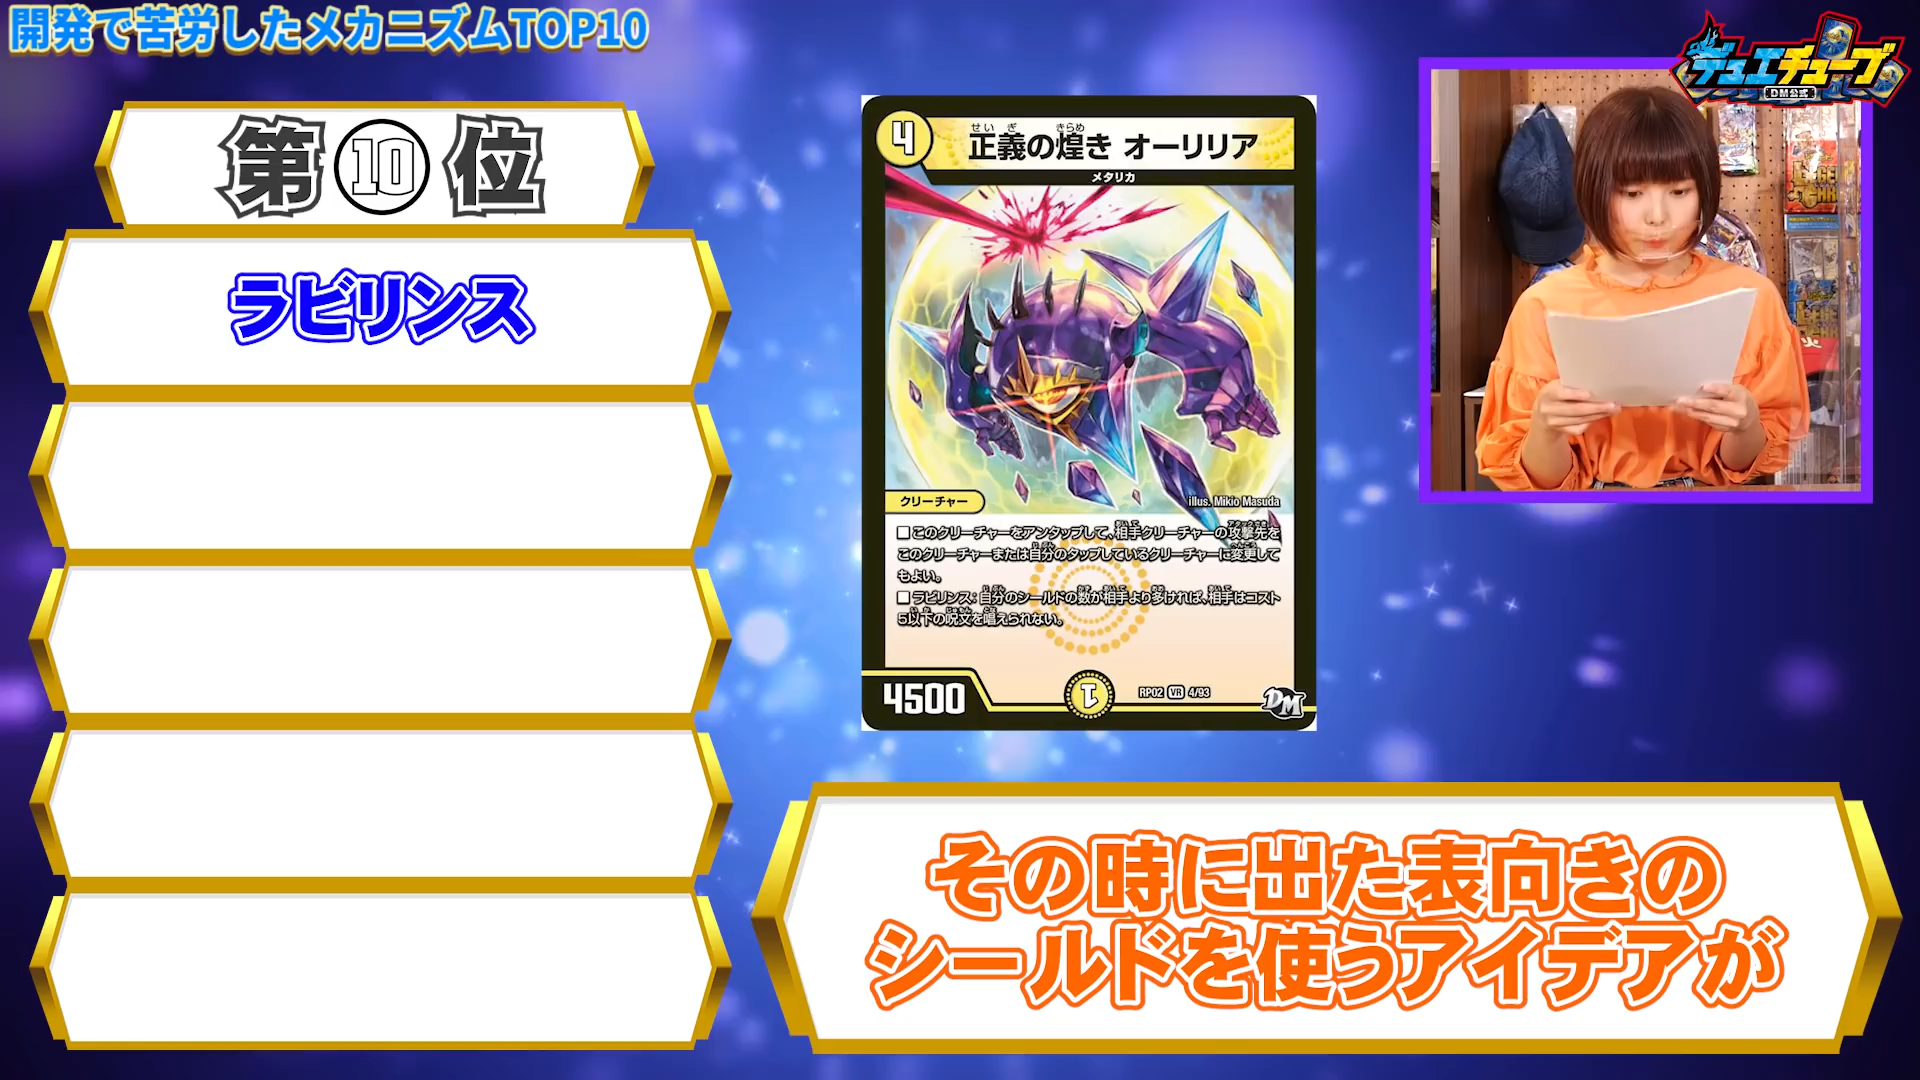 開発で苦労したメカニズムTOP10
デュエチューブ
DM公式
第⑩位
ラビリンス
4
せいぎ きらめ
正義の煌き オーリリア
メタリカ
クリーチャー
illus. Mikio Masuda
■このクリーチャーをアンタップして、相手クリーチャーの攻撃先を
このクリーチャーまたは自分のタップしているクリーチャーに変更して
もよい。
■ラビリンス:自分のシールドの数が相手より多ければ、相手はコスト
5以下の呪文を唱えられない。
4500
1
RP02 VR 4/93
DM
その時に出た表向きの
シールドを使うアイデアが